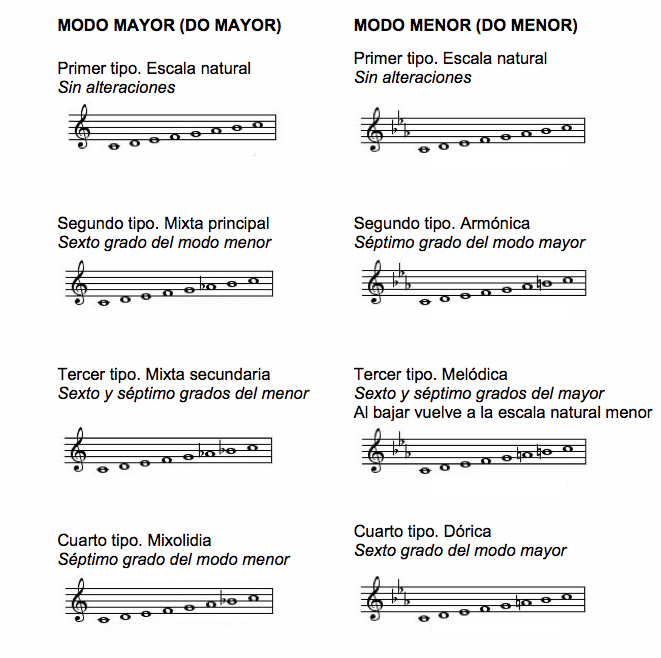 MODO MAYOR (DO MAYOR)
Primer tipo. Escala natural
Sin alteraciones
Segundo tipo. Mixta principal
Sexto grado del modo menor
Tercer tipo. Mixta secundaria
Sexto y séptimo grados del menor
Cuarto tipo. Mixolidia
Séptimo grado del modo menor
MODO MENOR (DO MENOR)
Primer tipo. Escala natural
Sin alteraciones
Segundo tipo. Armónica
Séptimo grado del modo mayor
Tercer tipo. Melódica
Sexto y séptimo grados del mayor
Al bajar vuelve a la escala natural menor
Cuarto tipo. Dórica
Sexto grado del modo mayor